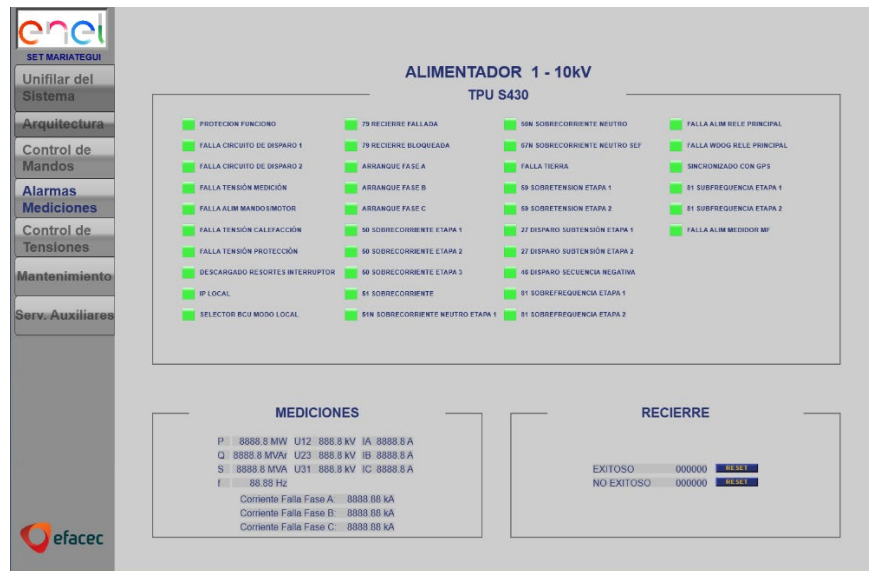 enel
SET MARIATEGUI
Unifilar del
Sistema
Arquitectura
Control de
Mandos
Alarmas
Mediciones
Control de
Tensiones
Mantenimiento
Serv. Auxiliares
efacec
ALIMENTADOR 1 - 10kV
TPU S430
PROTECION FUNCIONO
FALLA CIRCUITO DE DISPARO 1
FALLA CIRCUITO DE DISPARO 2
FALLA TENSIÓN MEDICIÓN
FALLA ALIM MANDOS/MOTOR
FALLA TENSIÓN CALEFACCIÓN
FALLA TENSIÓN PROTECCIÓN
DESCARGADO RESORTES INTERRUPTOR
IP LOCAL
SELECTOR BCU MODO LOCAL
79 RECIERRE FALLADA
79 RECIERRE BLOQUEADA
ARRANQUE FASE A
ARRANQUE FASE B
ARRANQUE FASE C
50 SOBRECORRIENTE ETAPA 1
50 SOBRECORRIENTE ETAPA 2
50 SOBRECORRIENTE ETAPA 3
51 SOBRECORRIENTE
51N SOBRECORRIENTE NEUTRO ETAPA 1
50N SOBRECORRIENTE NEUTRO
67N SOBRECORRIENTE NEUTRO SEF
FALLA TIERRA
59 SOBRETENSION ETAPA 1
59 SOBRETENSION ETAPA 2
27 DISPARO SUBTENSIÓN ETAPA 1
27 DISPARO SUBTENSIÓN ETAPA 2
46 DISPARO SECUENCIA NEGATIVA
81 SOBREFREQUENCIA ETAPA 1
81 SOBREFREQUENCIA ETAPA 2
FALLA ALIM RELE PRINCIPAL
FALLA WDOG RELE PRINCIPAL
SINCRONIZADO CON GPS
81 SUBFREQUENCIA ETAPA 1
81 SUBFREQUENCIA ETAPA 2
FALLA ALIM MEDIDOR MF
MEDICIONES
P 8888.8 MW U12 888.8 kV IA 8888.8 A
Q 8888.8 MVAr U23 888.8 kV IB 8888.8 A
S 8888.8 MVA U31 888.8 kV IC 8888.8 A
f 88.88 Hz
Corriente Falla Fase A: 8888.88 kA
Corriente Falla Fase B: 8888.88 kA
Corriente Falla Fase C: 8888.88 kA
RECIERRE
EXITOSO 000000 RESET
NO EXITOSO 000000 RESET